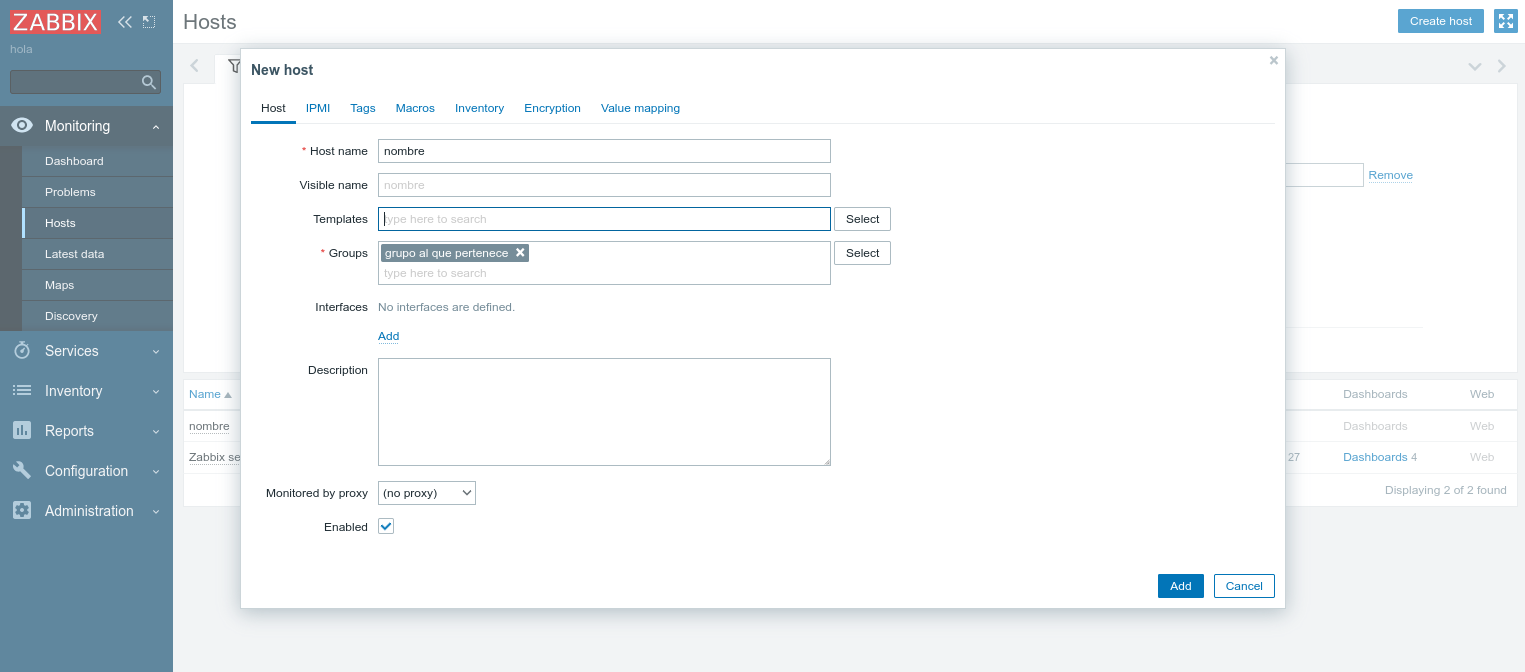 ZABBIX
hola
Monitoring
Dashboard
Problems
Hosts
Latest data
Maps
Discovery
Services
Inventory
Reports
Configuration
Administration
Hosts
Create host
New host
Host IPMI Tags Macros Inventory Encryption Value mapping
* Host name nombre
Visible name nombre
Templates type here to search Select
* Groups grupo al que pertenece Select
type here to search
Interfaces No interfaces are defined.
Add
Description
Monitored by proxy (no proxy)
Enabled
Add Cancel
Remove
Name Dashboards Web
nombre Dashboards Web
Zabbix se 27 Dashboards 4 Web
Displaying 2 of 2 found